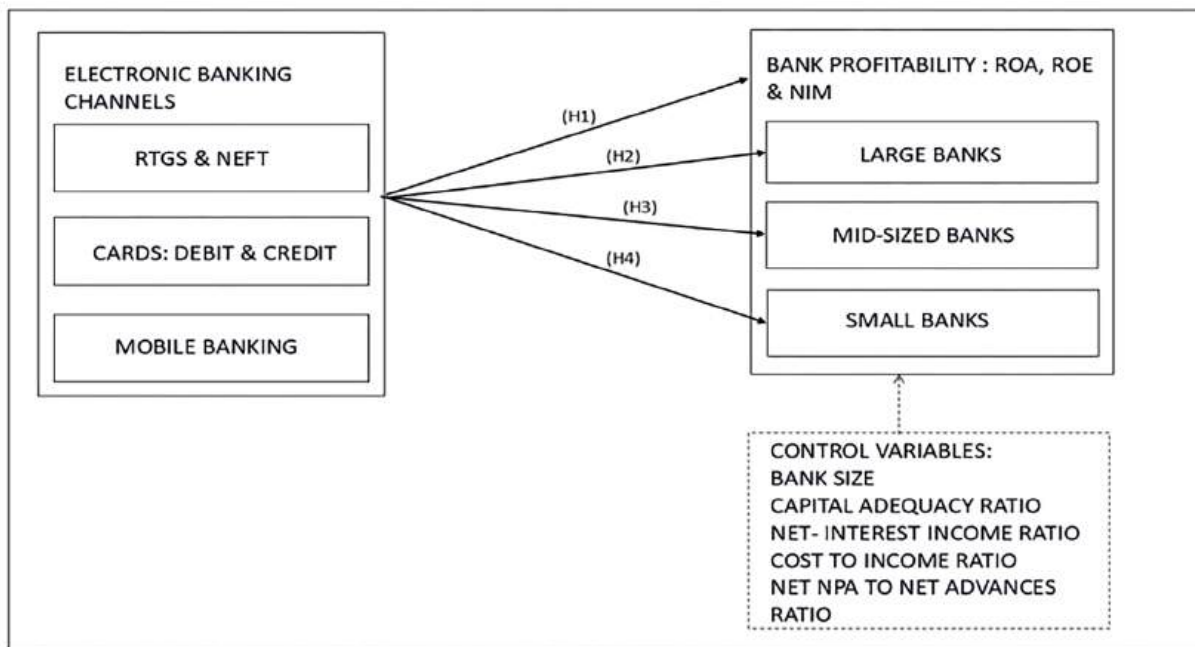 ELECTRONIC BANKING
CHANNELS
RTGS & NEFT
CARDS: DEBIT & CREDIT
MOBILE BANKING
(H1)
(H2)
(H3)
(H4)
BANK PROFITABILITY : ROA, ROE
& NIM
LARGE BANKS
MID-SIZED BANKS
SMALL BANKS
CONTROL VARIABLES:
BANK SIZE
CAPITAL ADEQUACY RATIO
NET- INTEREST INCOME RATIO
COST TO INCOME RATIO
NET NPA TO NET ADVANCES
RATIO